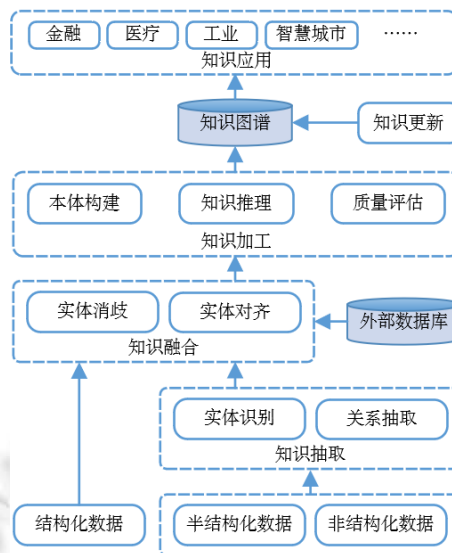 金融 医疗 工业 智慧城市 ……
知识应用
知识图谱 知识更新
本体构建 知识推理 质量评估
知识加工
实体消歧 实体对齐
外部数据库
知识融合
实体识别 关系抽取
知识抽取
结构化数据 半结构化数据 非结构化数据